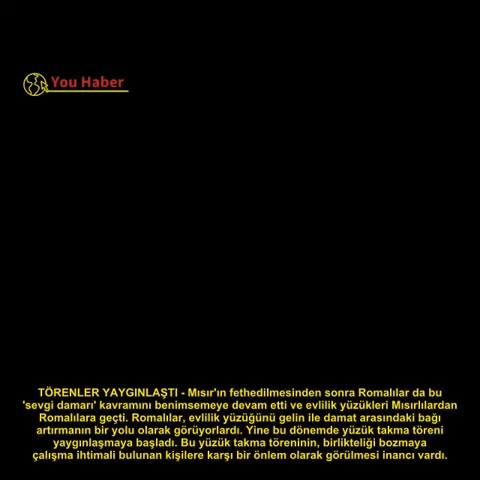 You Haber
TÖRENLER YAYGINLAŞTI - Mısır'ın fethedilmesinden sonra Romalılar da bu
'sevgi damarı' kavramını benimsemeye devam etti ve evlilik yüzükleri Mısırlılardan
Romalılara geçti. Romalılar, evlilik yüzüğünü gelin ile damat arasındaki bağı
artırmanın bir yolu olarak görüyorlardı. Yine bu dönemde yüzük takma töreni
yaygınlaşmaya başladı. Bu yüzük takma töreninin, birlikteliği bozmaya
çalışma ihtimali bulunan kişilere karşı bir önlem olarak görülmesi inancı vardı.